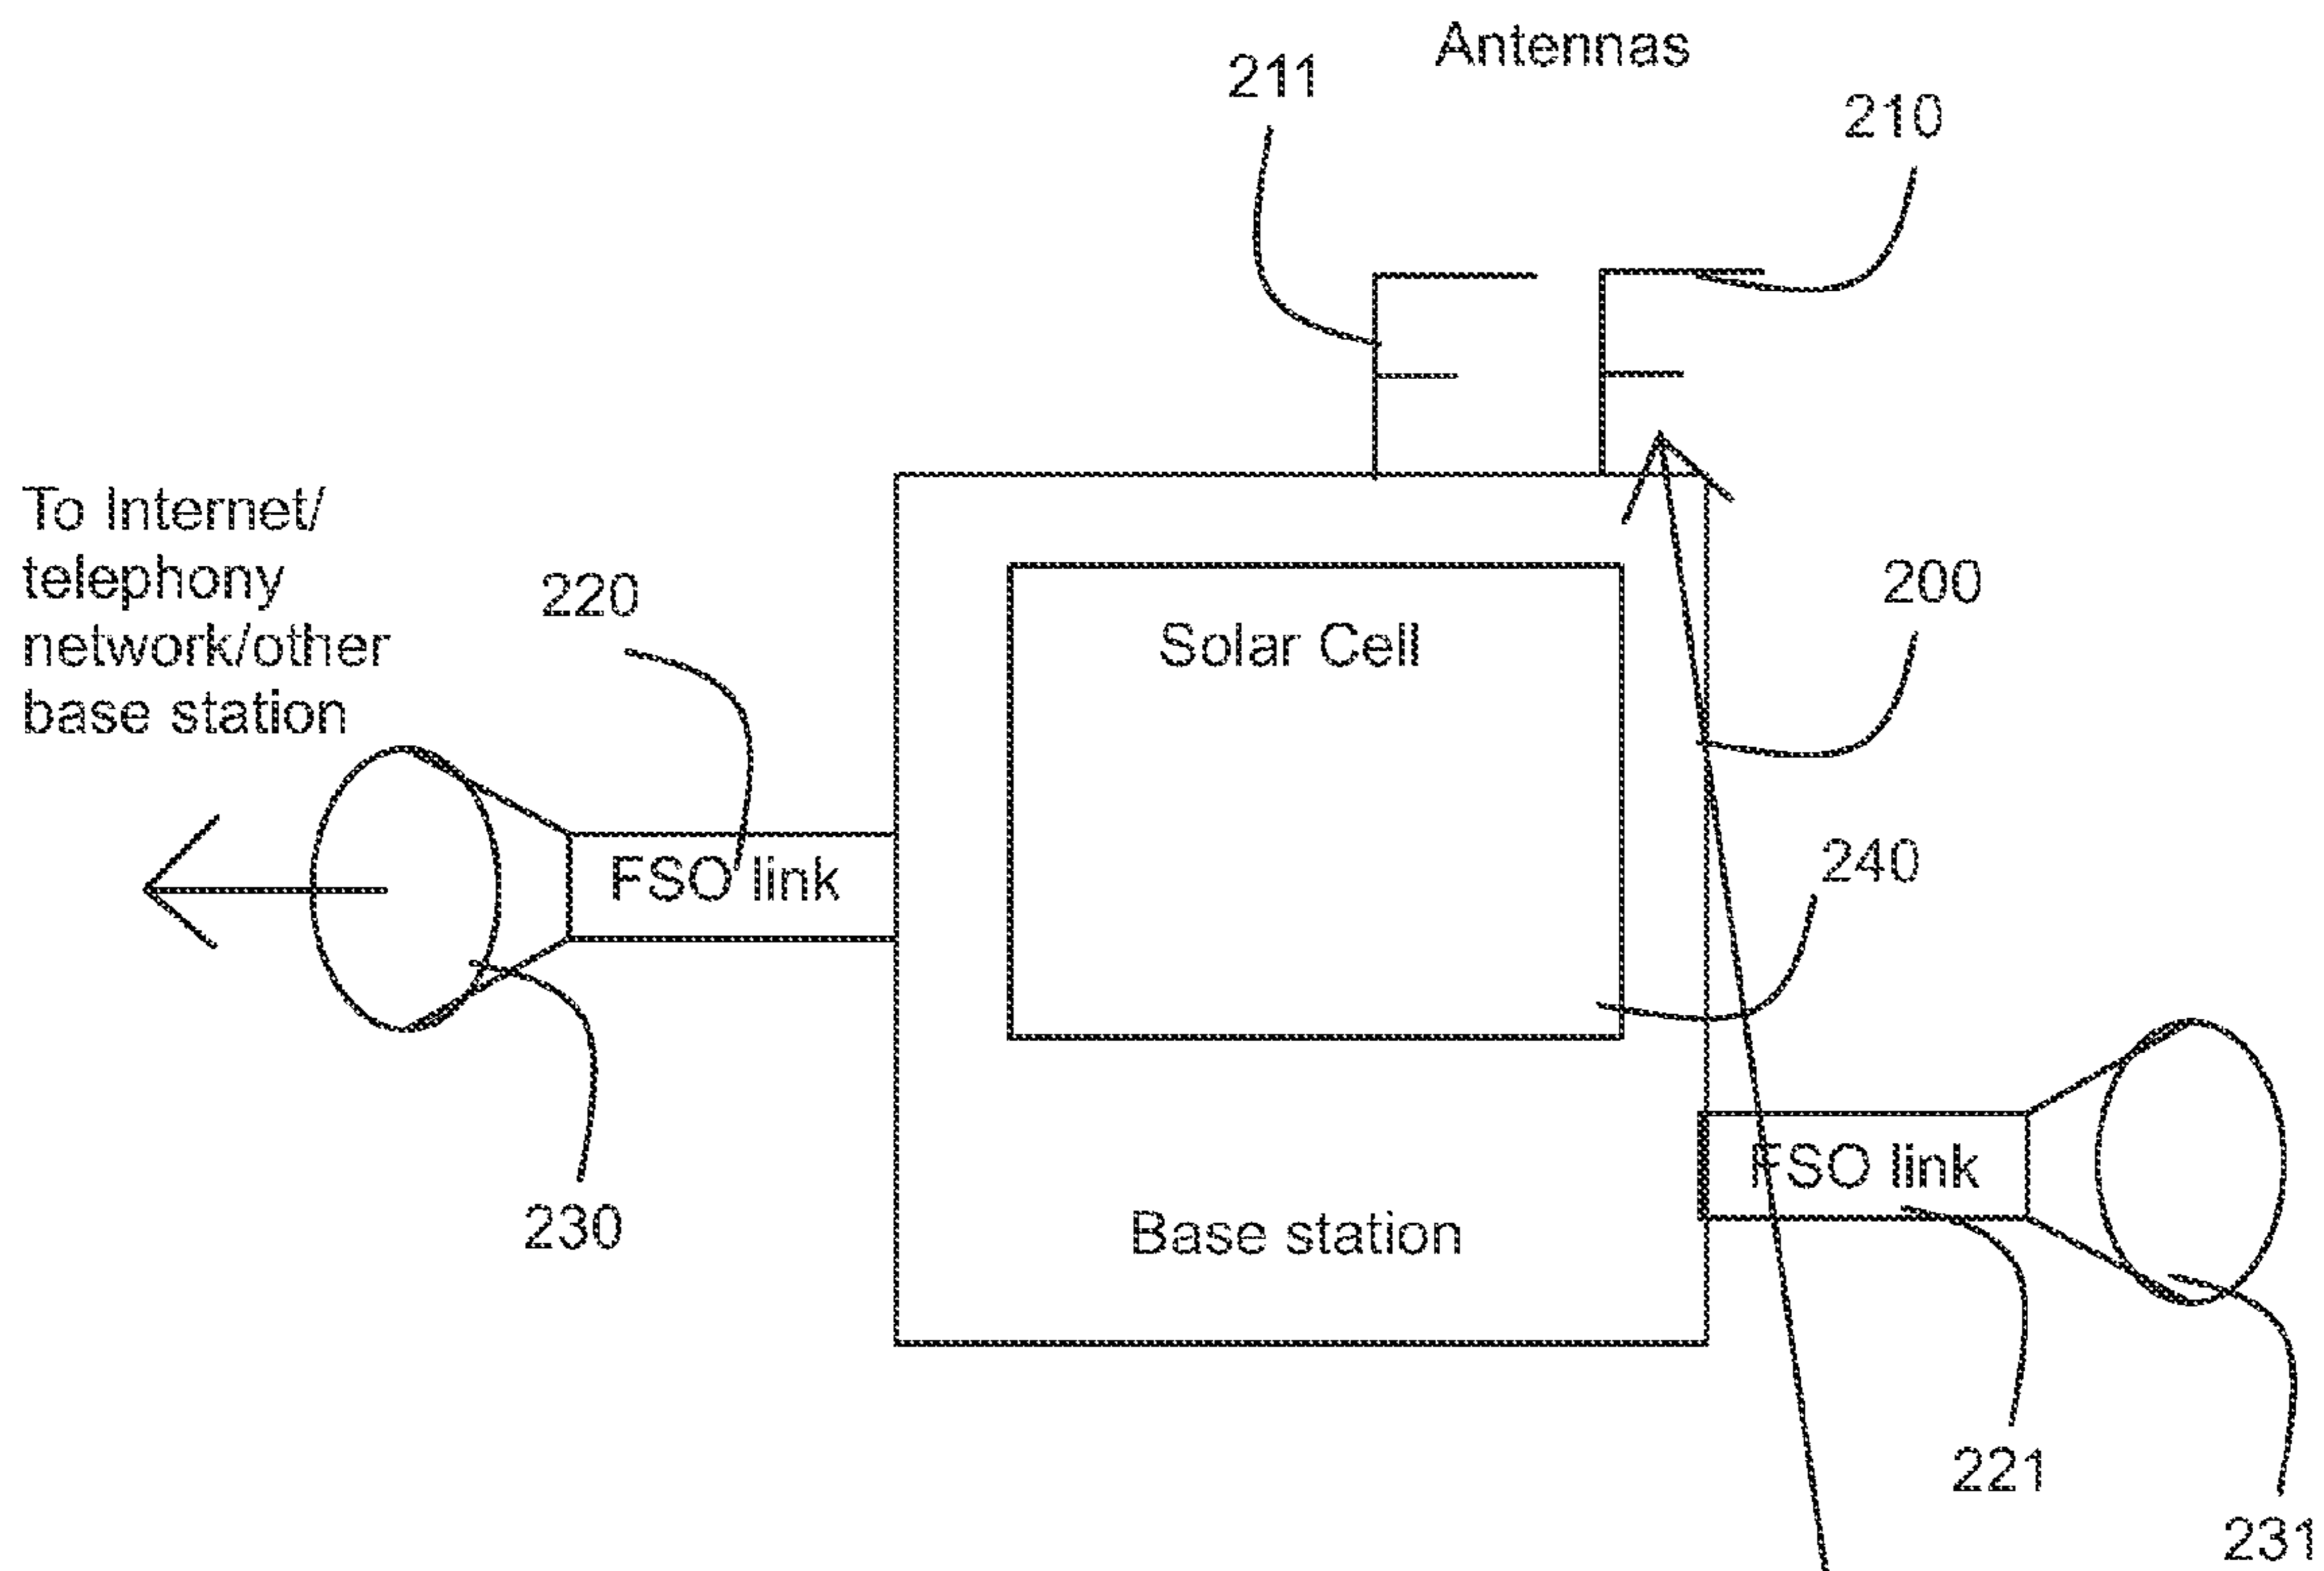 Antennas
211
210
To Internet/
telephony
network/other
base station
220
200
Solar Cell
240
FSO link
FSO link
230
Base station
221
231